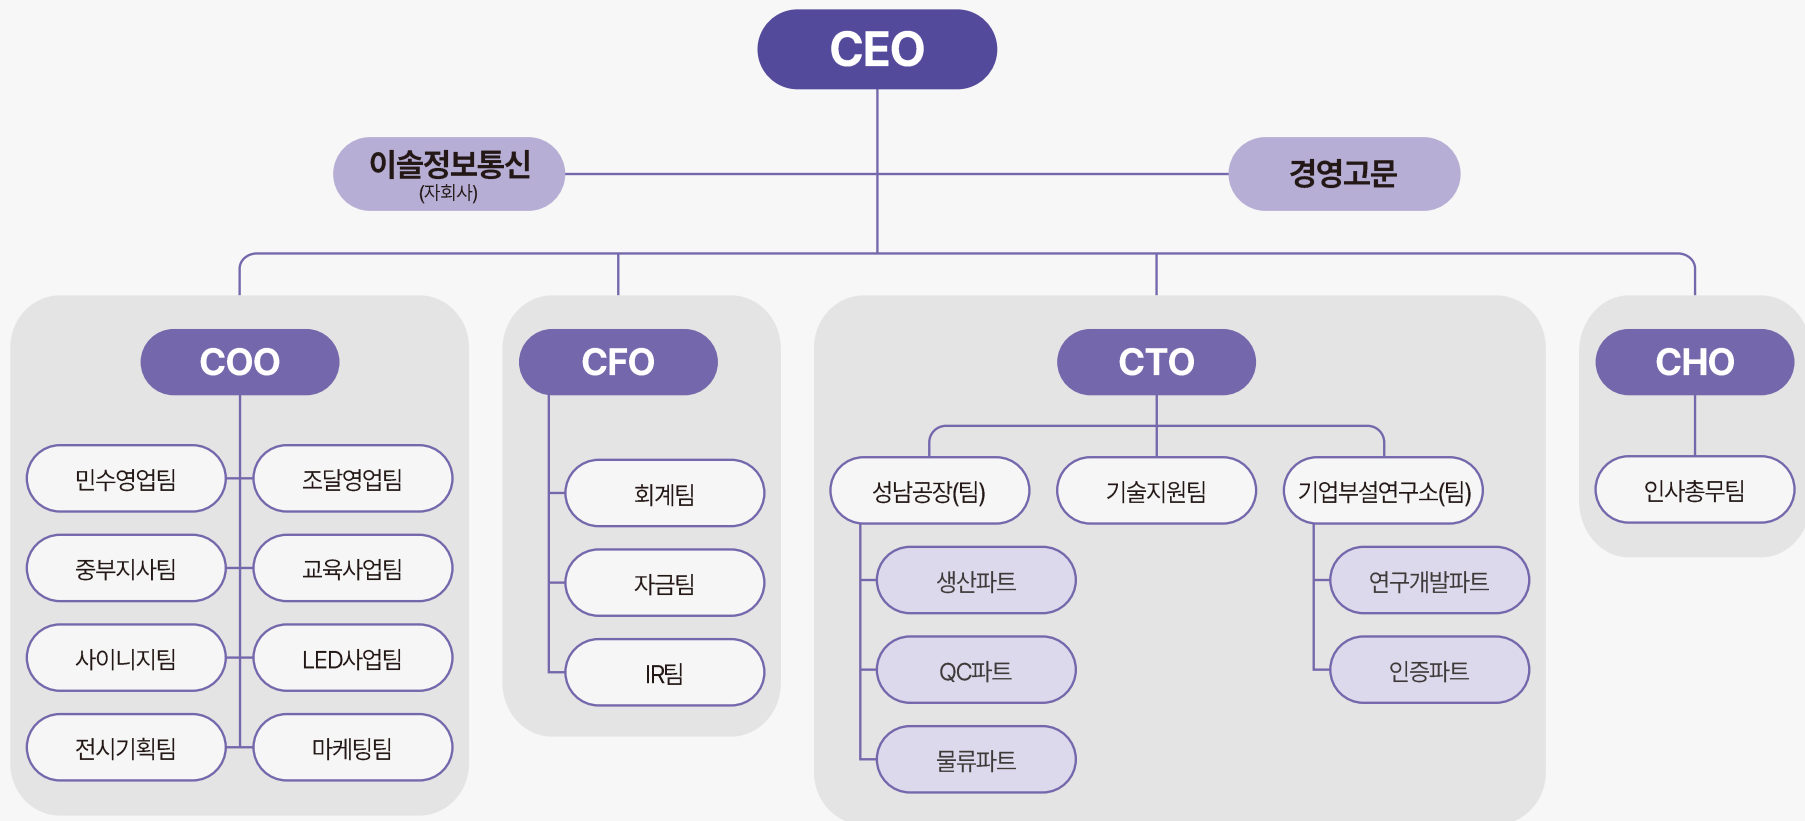 CEO
이솔정보통신
(자회사)
경영고문
COO
민수영업팀
조달영업팀
중부지사팀
교육사업팀
사이니지팀
LED사업팀
전시기획팀
마케팅팀
CFO
회계팀
자금팀
IR팀
CTO
성남공장(팀)
생산파트
QC파트
물류파트
기술지원팀
기업부설연구소(팀)
연구개발파트
인증파트
CHO
인사총무팀